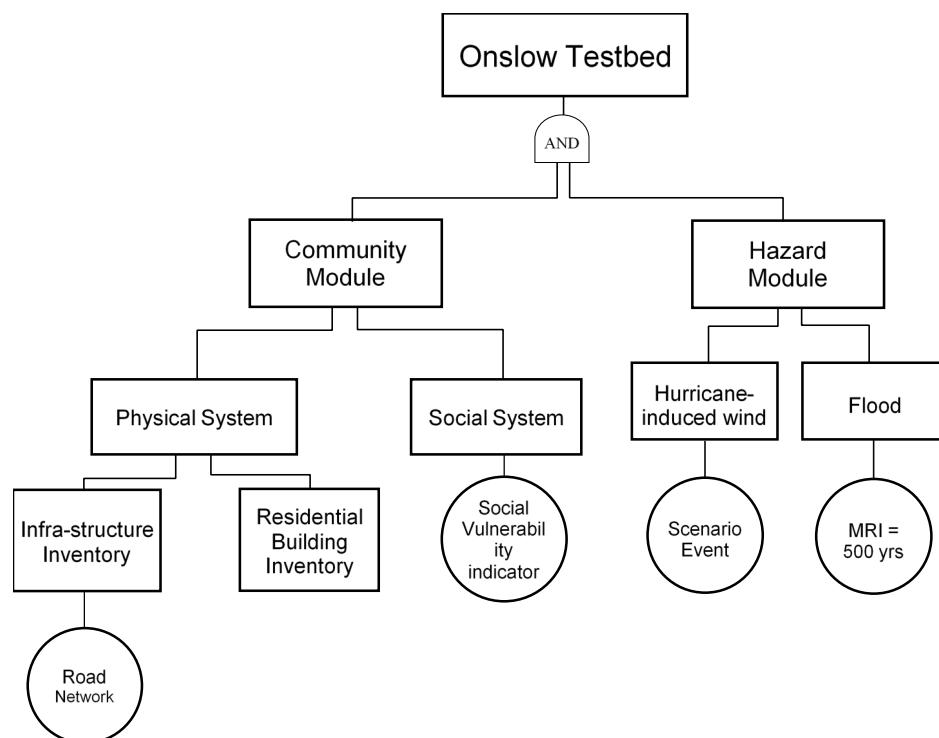 Onslow Testbed
AND
Community
Module
Hazard
Module
Physical System
Social System
Hurricane-
induced wind
Flood
Infra-structure
Inventory
Residential
Building
Inventory
Social
Vulnerabil
ity
indicator
Scenario
Event
MRI =
500 yrs
Road
Network